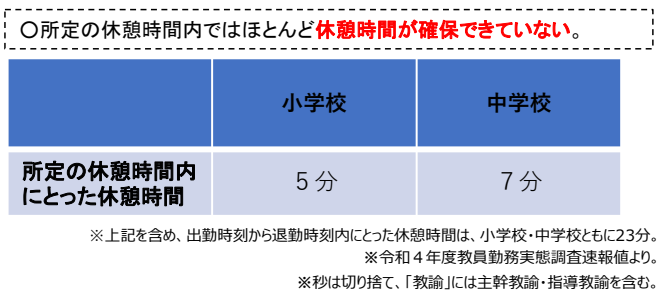 〇所定の休憩時間内ではほとんど休憩時間が確保できていない。
小学校 中学校
所定の休憩時間内
にとった休憩時間 5分 7分
※上記を含め、出勤時刻から退勤時刻内にとった休憩時間は、小学校・中学校ともに23分。
※令和4年度教員勤務実態調査速報値より。
※秒は切り捨て、「教諭」には主幹教諭・指導教諭を含む。